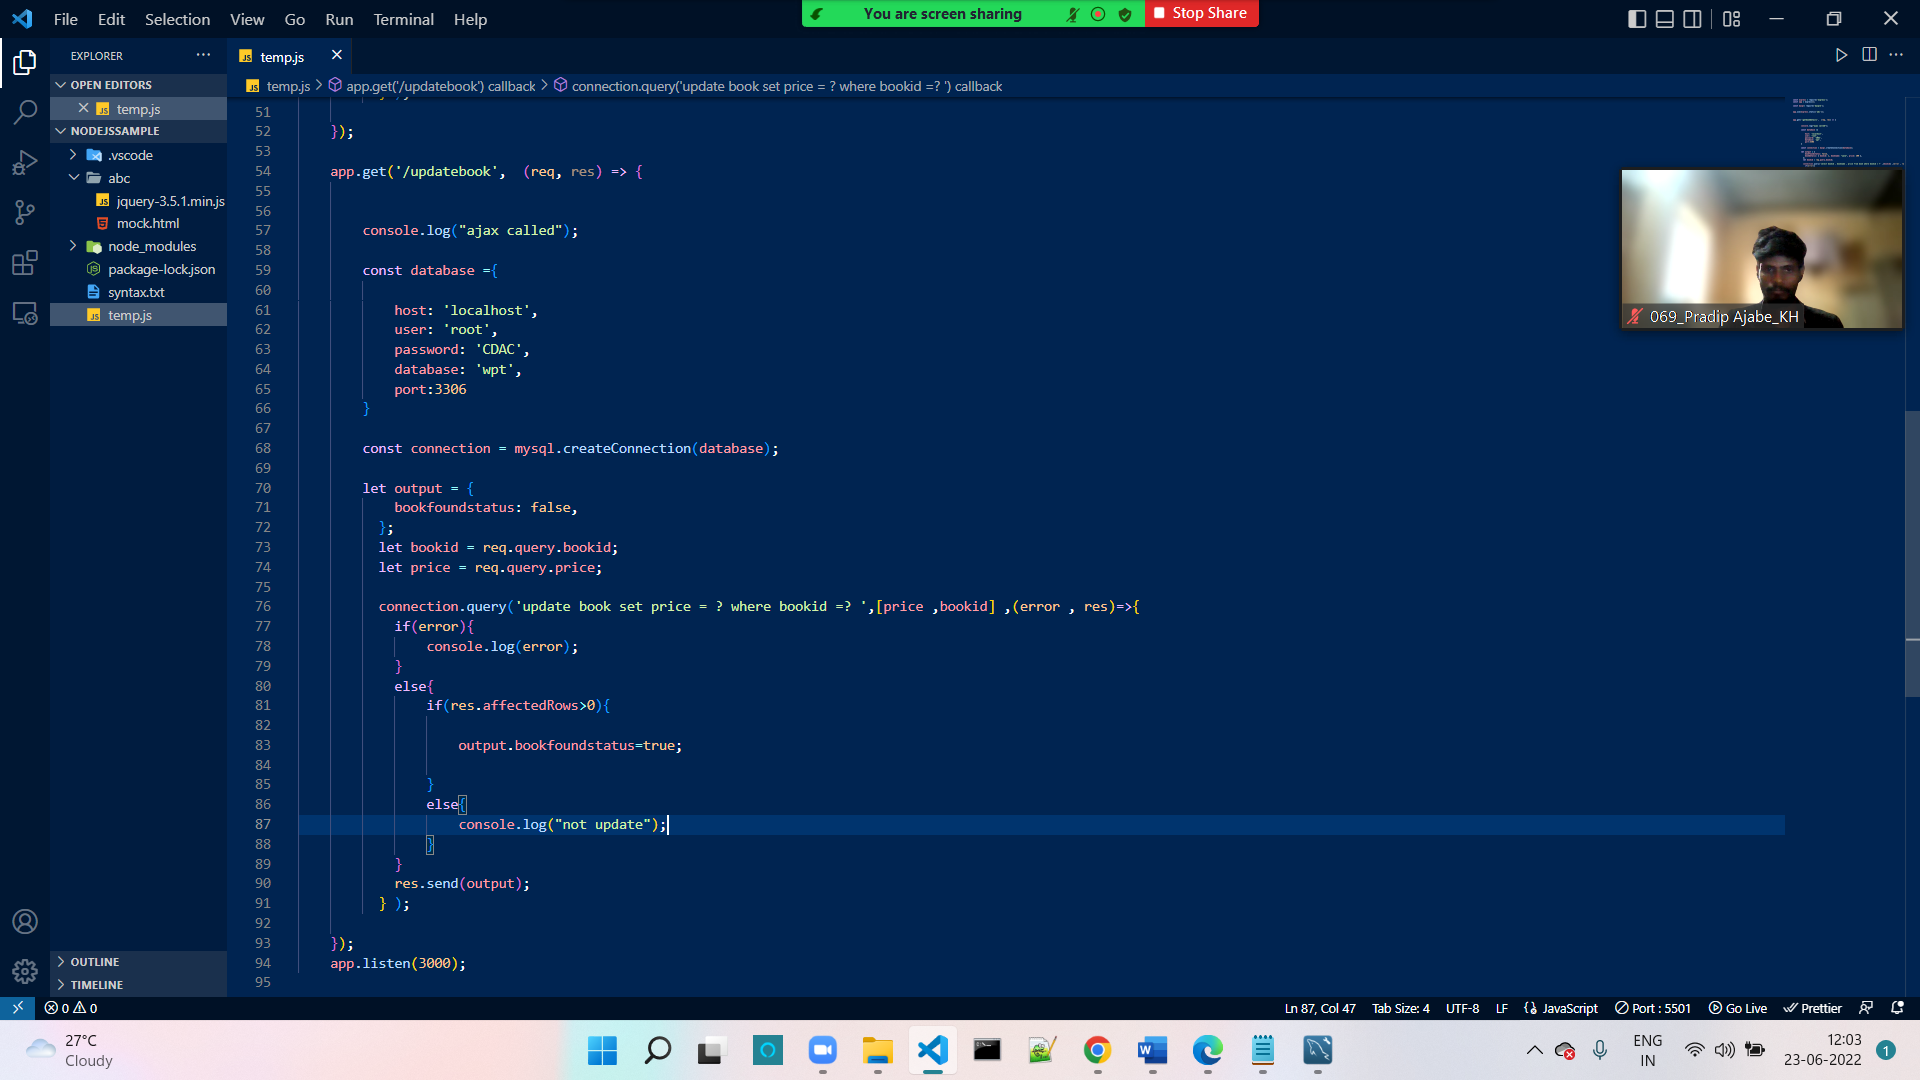 File Edit Selection View Go Run Terminal Help
You are screen sharing Stop Share
EXPLORER
temp.js
OPEN EDITORS
temp.js > app.get('/updatebook') callback > connection.query('update book set price = ? where bookid =? ') callback
temp.js
NODEJSSAMPLE
.vscode
abc
jquery-3.5.1.min.js
mock.html
node_modules
package-lock.json
syntax.txt
temp.js
51
52 });
53
54 app.get('/updatebook', (req, res) => {
55
56
57 console.log("ajax called");
58
59 const database ={
60
61 host: 'localhost',
62 user: 'root',
63 password: 'CDAC',
64 database: 'wpt',
65 port:3306
66 }
67
68 const connection = mysql.createConnection(database);
69
70 let output = {
71 bookfoundstatus: false,
72 };
73 let bookid = req.query.bookid;
74 let price = req.query.price;
75
76 connection.query('update book set price = ? where bookid =? ',[price ,bookid] ,(error , res)=>{
77 if(error){
78 console.log(error);
79 }
80 else{
81 if(res.affectedRows>0){
82
83 output.bookfoundstatus=true;
84
85 }
86 else{
87 console.log("not update");
88 }
89 }
90 res.send(output);
91 } );
92
93 });
94 app.listen(3000);
95
069_Pradip Ajabe_KH
OUTLINE
TIMELINE
0 0 Ln 87, Col 47 Tab Size: 4 UTF-8 LF JavaScript Port : 5501 Go Live Prettier
27°C
Cloudy
ENG
IN
12:03
23-06-2022
1